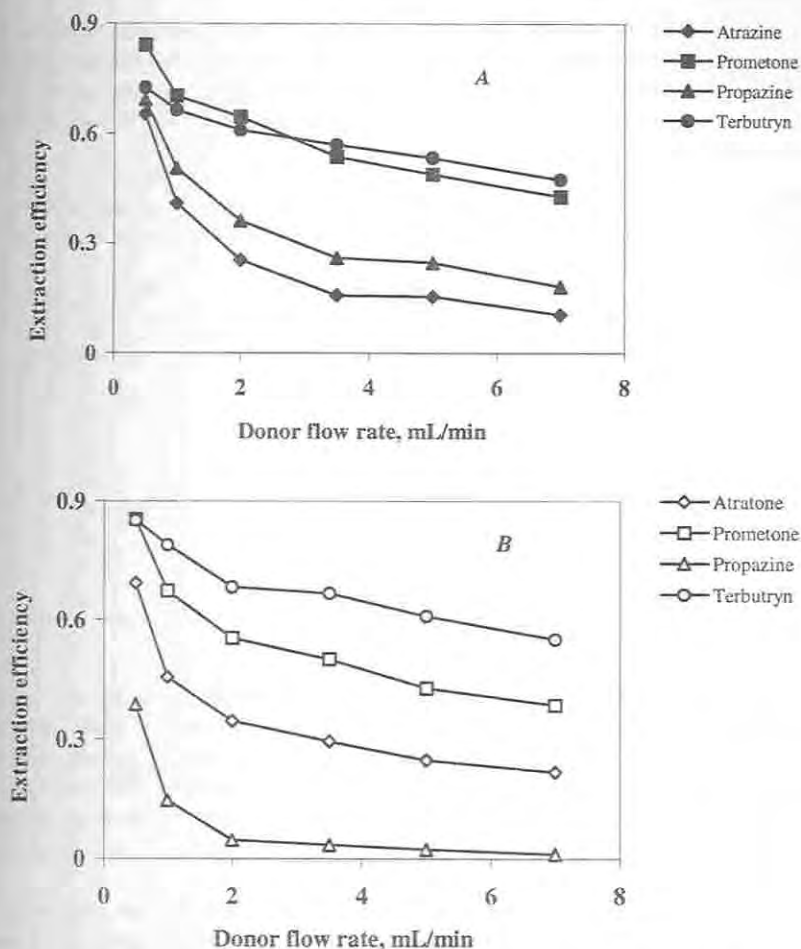 Extraction efficiency
0.9
0.6
0.3
0
0
2
4
6
8
Donor flow rate, mL/min
A
Atrazine
Prometone
Propazine
Terbutryn
Extraction efficiency
0.9
0.6
0.3
0
0
2
4
6
8
Donor flow rate, mL/min
B
Atratone
Prometone
Propazine
Terbutryn